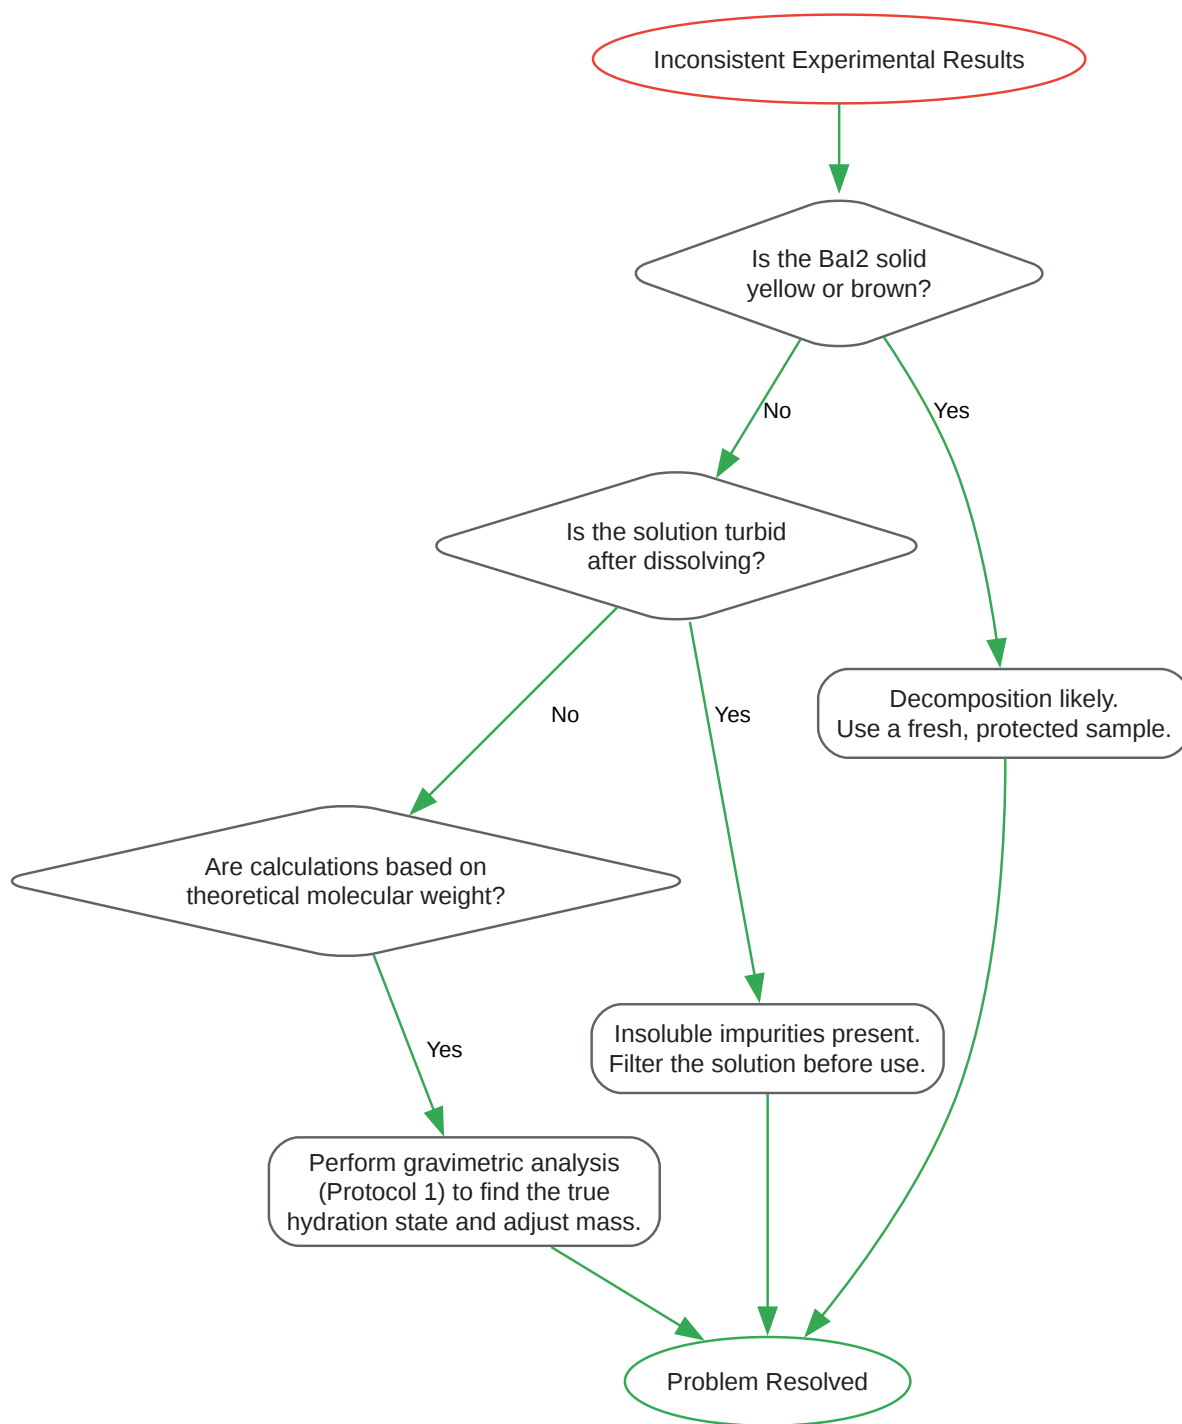 Inconsistent Experimental Results
Is the BaI2 solid
yellow or brown?
No
Yes
Is the solution turbid
after dissolving?
No
Yes
Decomposition likely.
Use a fresh, protected sample.
Are calculations based on
theoretical molecular weight?
Yes
Insoluble impurities present.
Filter the solution before use.
Perform gravimetric analysis
(Protocol 1) to find the true
hydration state and adjust mass.
Problem Resolved